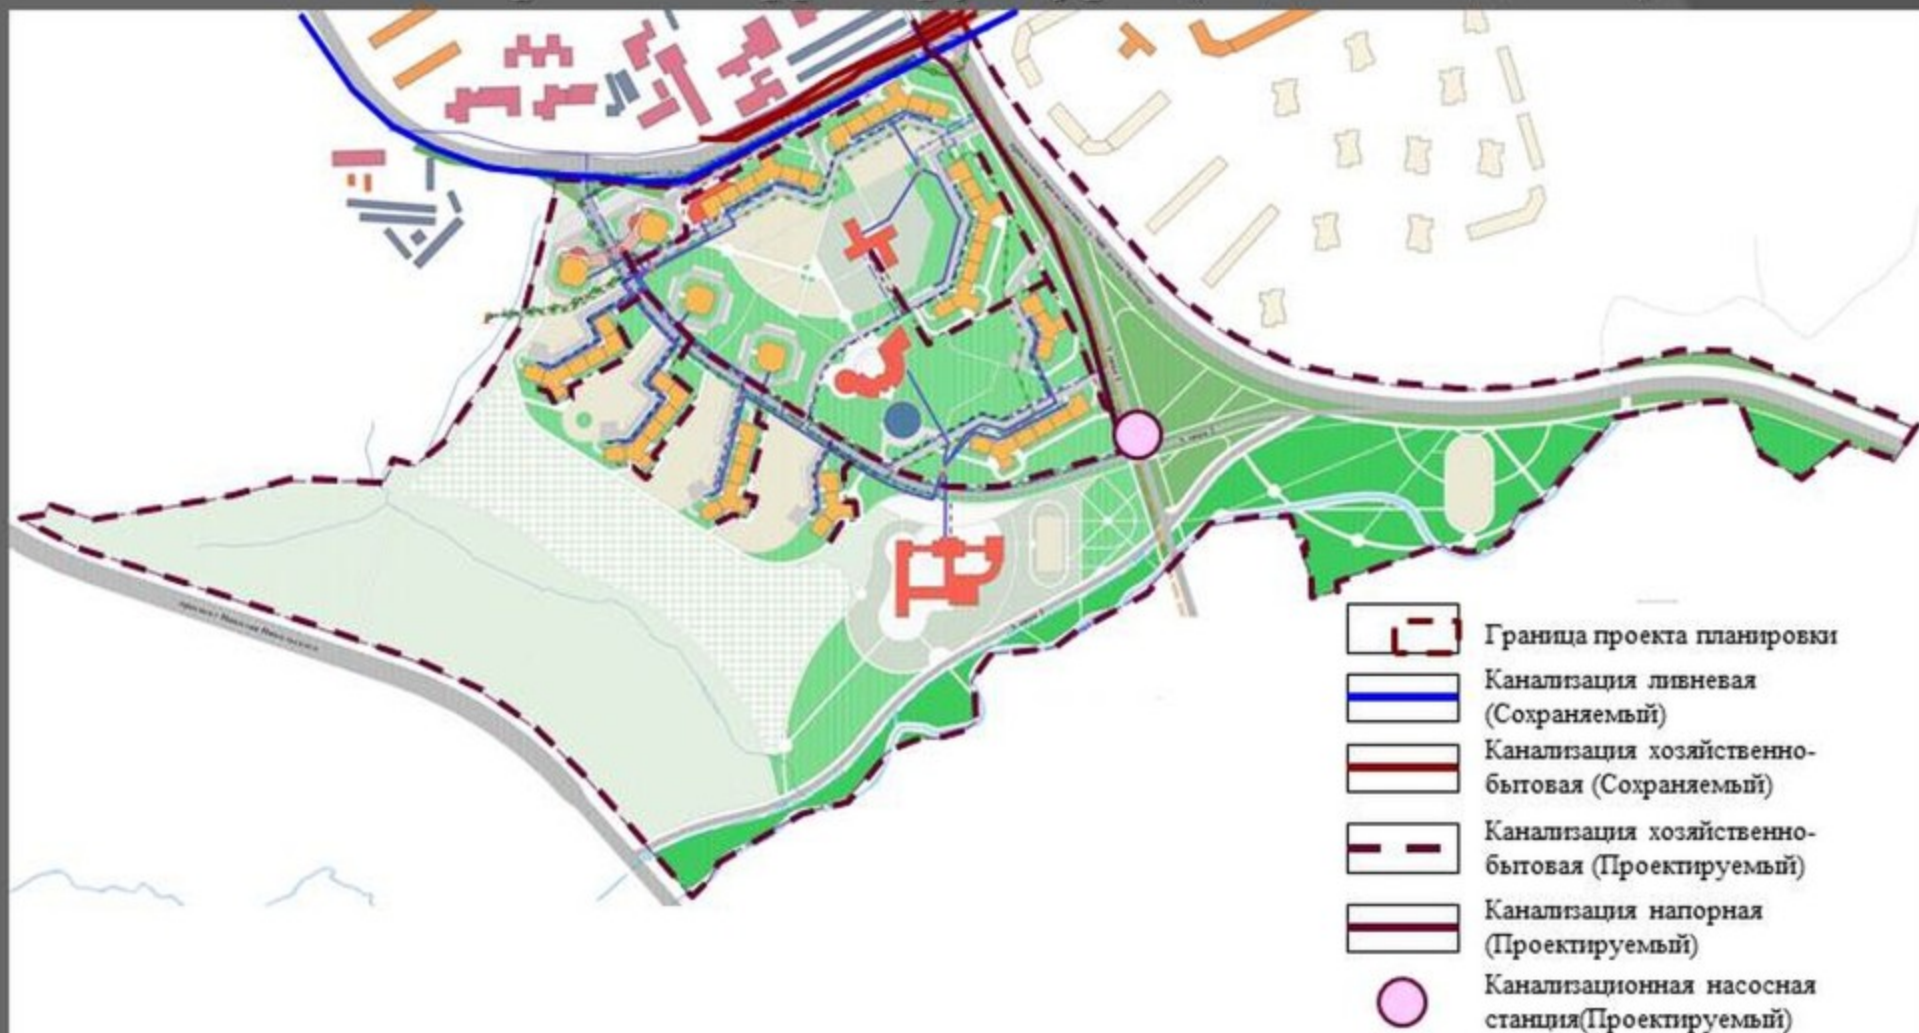 Граница проекта планировки
Канализация ливневая
(Сохраняемый)
Канализация хозяйственно-
бытовая (Сохраняемый)
Канализация хозяйственно-
бытовая (Проектируемый)
Канализация напорная
(Проектируемый)
Канализационная насосная
станция(Проектируемый)